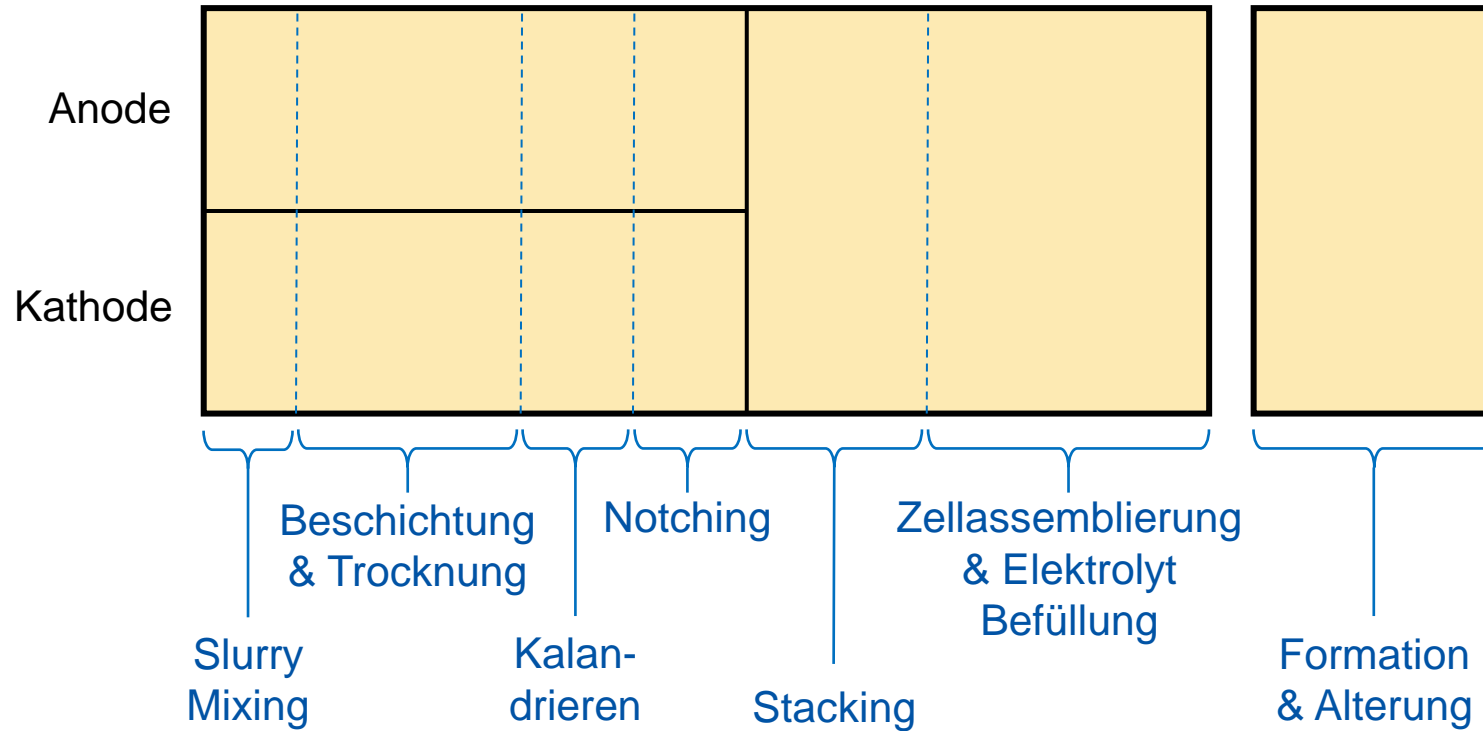 Anode
Kathode
Beschichtung
& Trocknung
Notching
Zellassemblierung
& Elektrolyt
Befüllung
Slurry
Mixing
Kalan-
drieren
Stacking
Formation
& Alterung